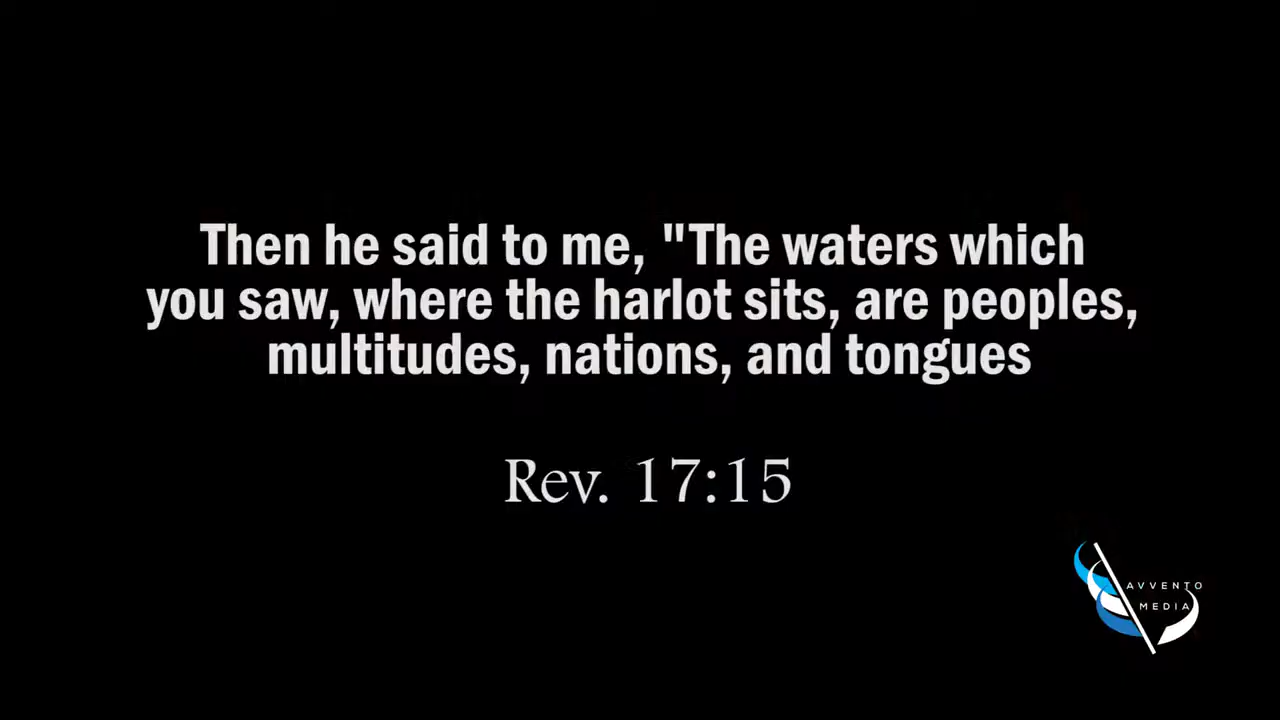 Then he said to me, "The waters which
you saw, where the harlot sits, are peoples,
multitudes, nations, and tongues
Rev. 17:15
AVVENTO
MEDIA